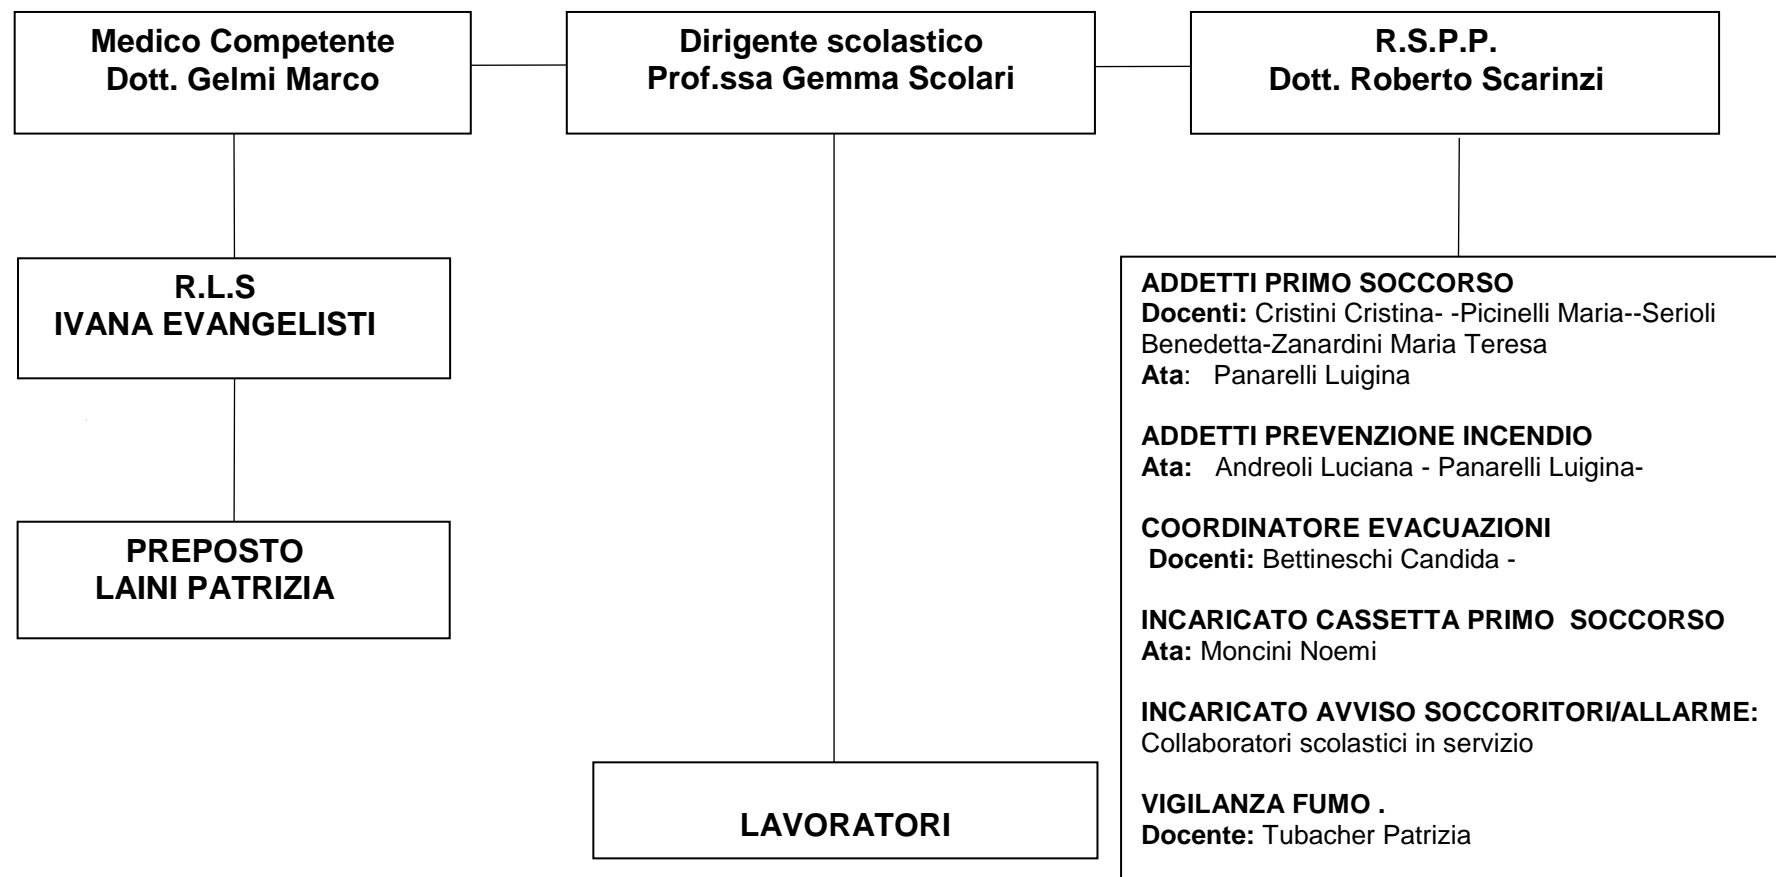 Medico Competente
Dott. Gelmi Marco
Dirigente scolastico
Prof.ssa Gemma Scolari
R.S.P.P.
Dott. Roberto Scarinzi
R.L.S
IVANA EVANGELISTI
PREPOSTO
LAINI PATRIZIA
LAVORATORI
ADDETTI PRIMO SOCCORSO
Docenti: Cristini Cristina- -Picinelli Maria--Serioli
Benedetta-Zanardini Maria Teresa
Ata: Panarelli Luigina
ADDETTI PREVENZIONE INCENDIO
Ata: Andreoli Luciana - Panarelli Luigina-
COORDINATORE EVACUAZIONI
Docenti: Bettineschi Candida -
INCARICATO CASSETTA PRIMO SOCCORSO
Ata: Moncini Noemi
INCARICATO AVVISO SOCCORITORI/ALLARME:
Collaboratori scolastici in servizio
VIGILANZA FUMO .
Docente: Tubacher Patrizia